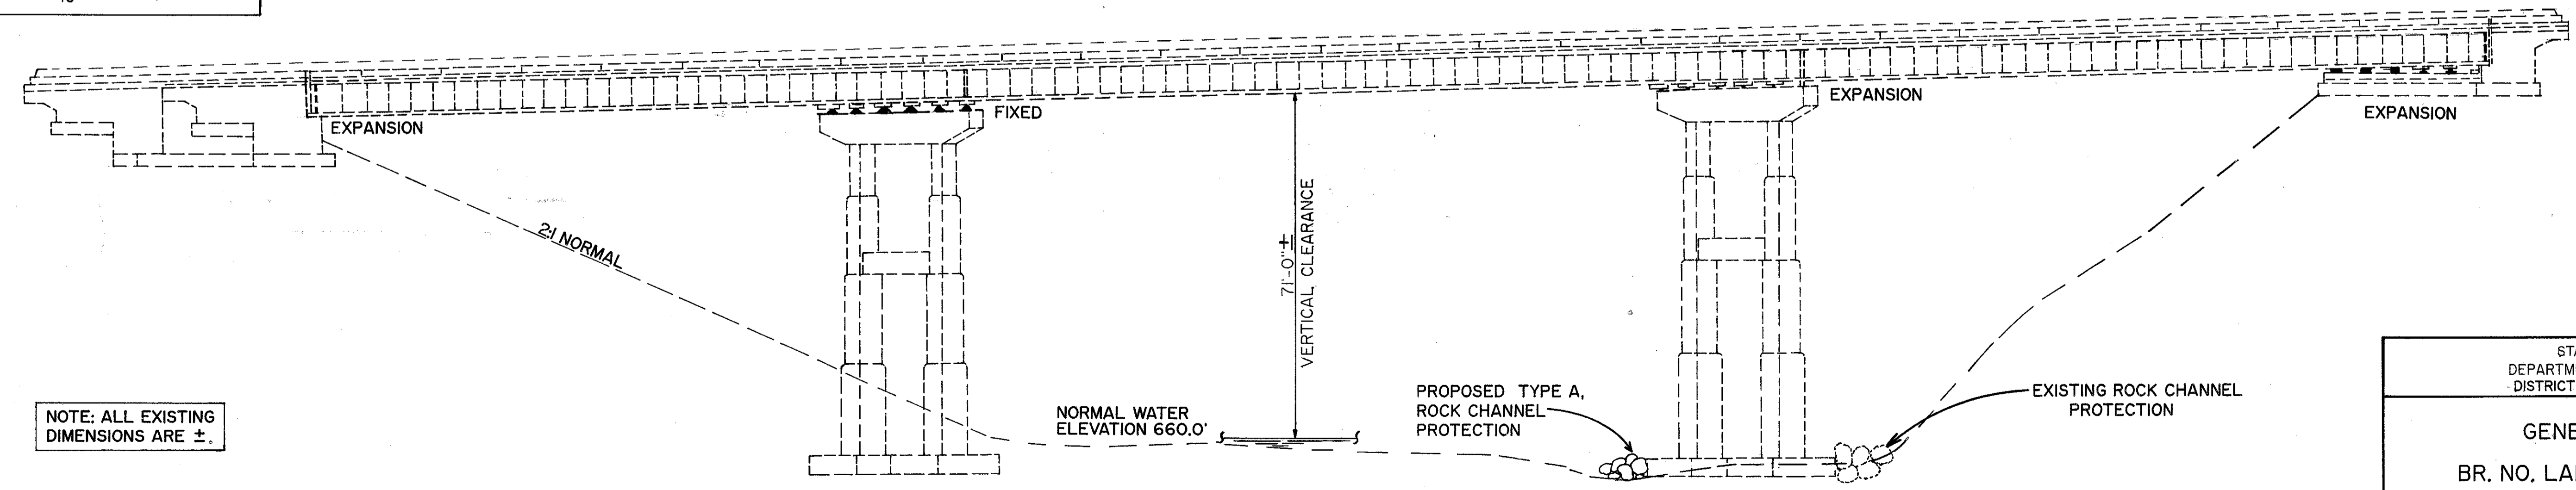 EXPANSION
FIXED
EXPANSION
EXPANSION
2:1 NORMAL
71'-0"±
VERTICAL CLEARANCE
NOTE: ALL EXISTING
DIMENSIONS ARE ±.
NORMAL WATER
ELEVATION 660.0'
PROPOSED TYPE A,
ROCK CHANNEL
PROTECTION
EXISTING ROCK CHANNEL
PROTECTION
DISTRICT
GENE
BR. NO.